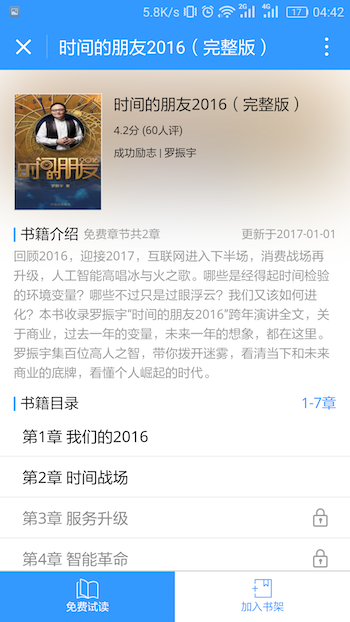 5.8K/s 2G 4G 17 04:42
时间的朋友2016（完整版）
时间的朋友2016（完整版）
4.2分 (60人评)
成功励志 | 罗振宇
时间的朋友
2016
书籍介绍 免费章节共2章 更新于2017-01-01
回顾2016，迎接2017，互联网进入下半场，消费战场再
升级，人工智能高唱冰与火之歌。哪些是经得起时间检验
的环境变量？哪些不过只是过眼浮云？我们又该如何进
化？本书收录罗振宇“时间的朋友2016”跨年演讲全文，关
于商业，过去一年的变量，未来一年的想象，都在这里。
罗振宇集百位高人之智，带你拨开迷雾，看清当下和未来
商业的底牌，看懂个人崛起的时代。
书籍目录 1-7章
第1章 我们的2016
第2章 时间战场
第3章 服务升级
第4章 智能革命
免费试读 加入书架